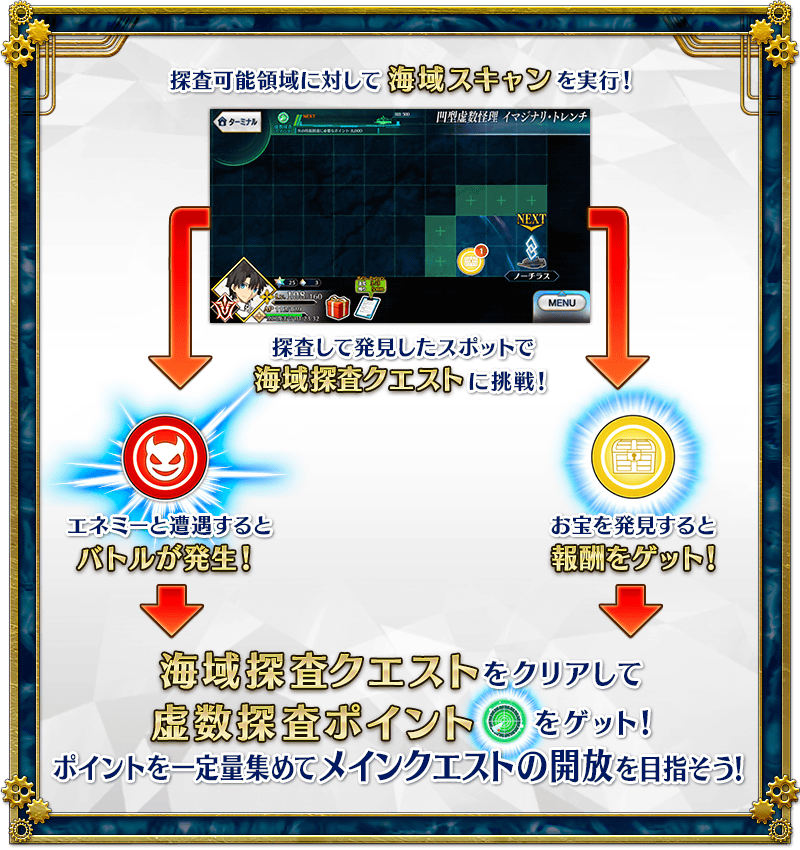 探査可能領域に対して 海域スキャン を実行!
ターミナル
NEXT
凹型虚数怪理 イマジナリ・トレンチ
NEXT
1
ノーチラス
25
3
MENU
探査して発見したスポットで
海域探査クエストに挑戦!
エネミーと遭遇すると
バトルが発生!
お宝を発見すると
報酬をゲット!
海域探査クエストをクリアして
虚数探査ポイント をゲット!
ポイントを一定量集めてメインクエストの開放を目指そう!